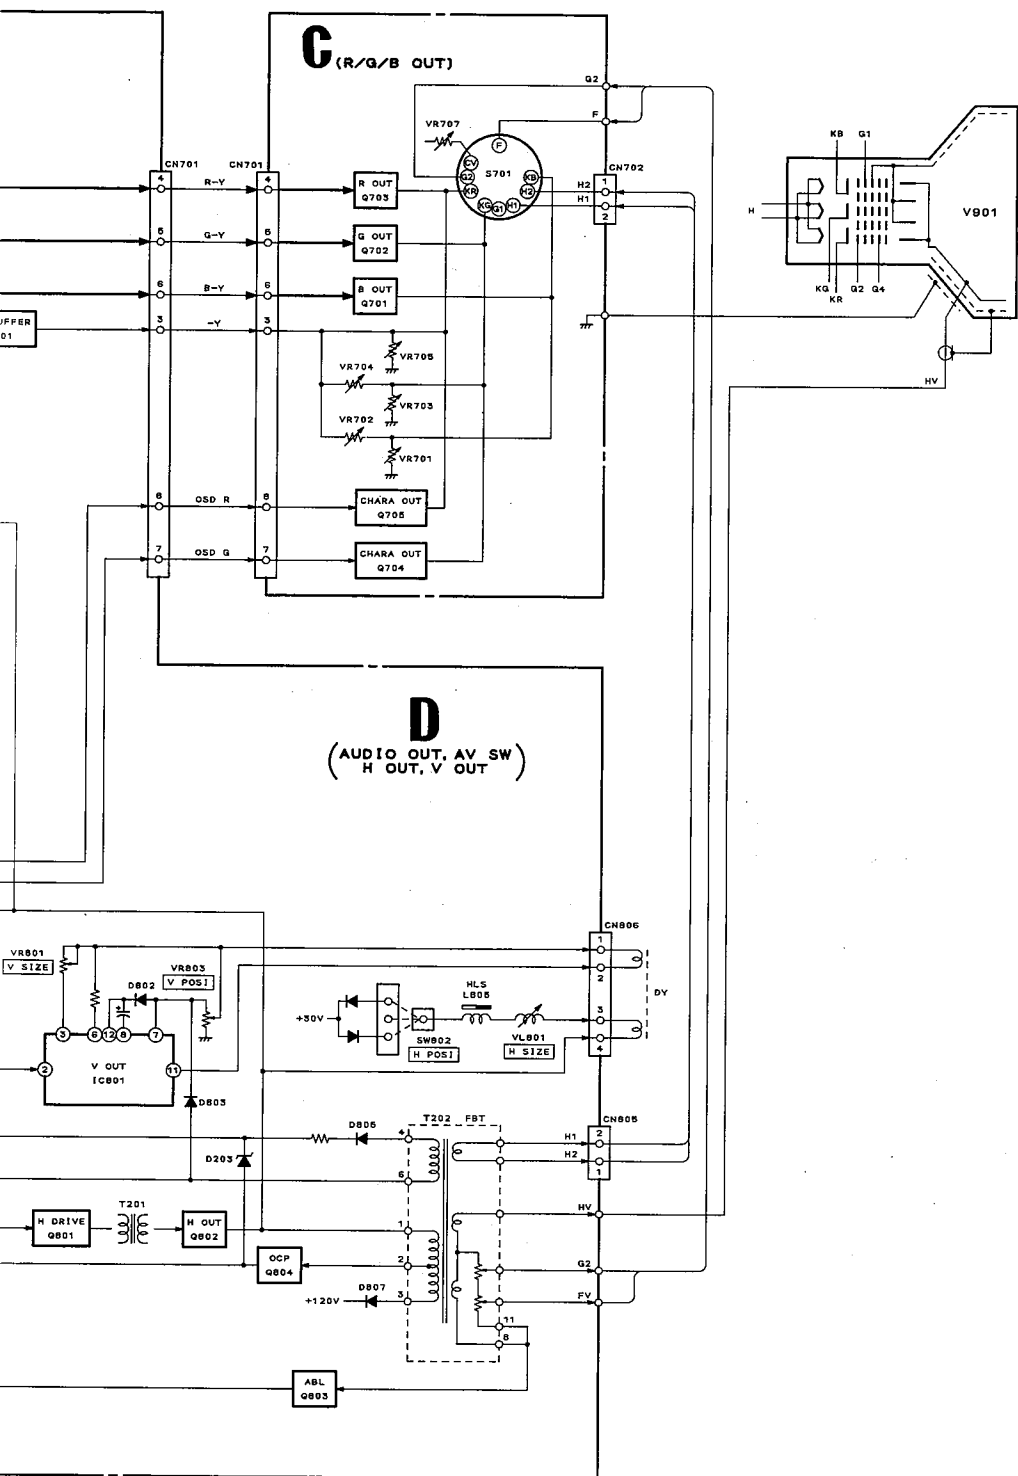 C (R/G/B OUT)
G2
F
VR707
F
CV
S701
G2
KB
KR
H2
KG
G1
H1
CN701
CN701
CN702
4
R-Y
4
R OUT
Q703
H2
1
H1
2
5
G-Y
5
G OUT
Q702
6
B-Y
6
B OUT
Q701
UFFER
01
3
-Y
3
VR705
VR704
VR703
VR702
VR701
6
OSD R
6
CHARA OUT
Q705
7
OSD G
7
CHARA OUT
Q704
KB
G1
H
V901
KG
KR
G2
G4
HV
D
(AUDIO OUT, AV SW
H OUT, V OUT)
CN806
1
2
3
4
DY
VR801
V SIZE
VR803
V POSI
D802
+
3
6
12
8
7
2
V OUT
IC801
11
D803
+30V
HLS
L805
SW802
H POSI
VL801
H SIZE
T202 FBT
CN805
D806
4
H1
2
D203
H2
1
6
T201
H DRIVE
Q801
H OUT
Q802
1
HV
OCP
Q804
2
G2
D807
+120V
3
FV
11
8
ABL
Q803